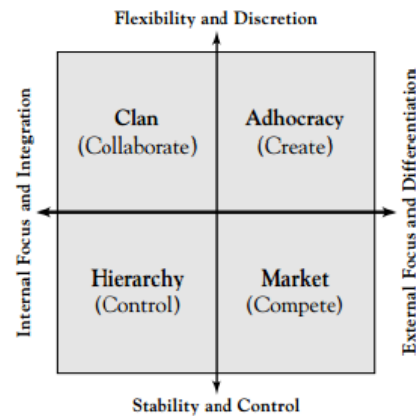 Flexibility and Discretion
Internal Focus and Integration
Clan
(Collaborate)
Adhocracy
(Create)
Hierarchy
(Control)
Market
(Compete)
External Focus and Differentiation
Stability and Control